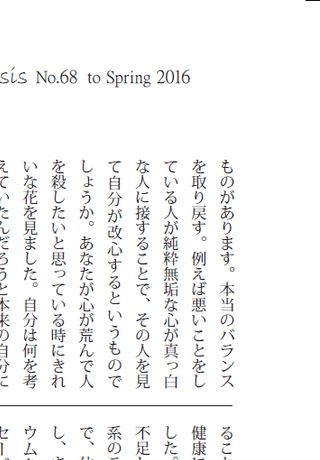 sis No.68 to Spring 2016
ものがあります。本当のバランス
を取り戻す。例えば悪いことをし
ている人が純粋無垢な心が真っ白
な人に接することで、その人を見
て自分が改心するというもので
しょうか。あなたが心が荒んで人
を殺したいと思っている時にきれ
いな花を見ました。自分は何を考
えていたんだろうと本来の自分に
ること
健康に
した。
不足し
系の
で、
し、
ウム
セー